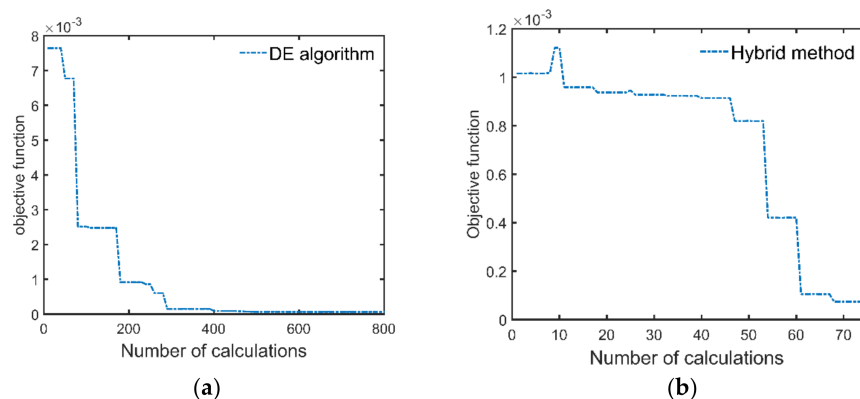 ×10⁻³
8
7
6
5
4
3
2
1
0
objective function
DE algorithm
0 200 400 600 800
Number of calculations
(a)
×10⁻³
1.2
1
0.8
0.6
0.4
0.2
0
Objective function
Hybrid method
0 10 20 30 40 50 60 70
Number of calculations
(b)